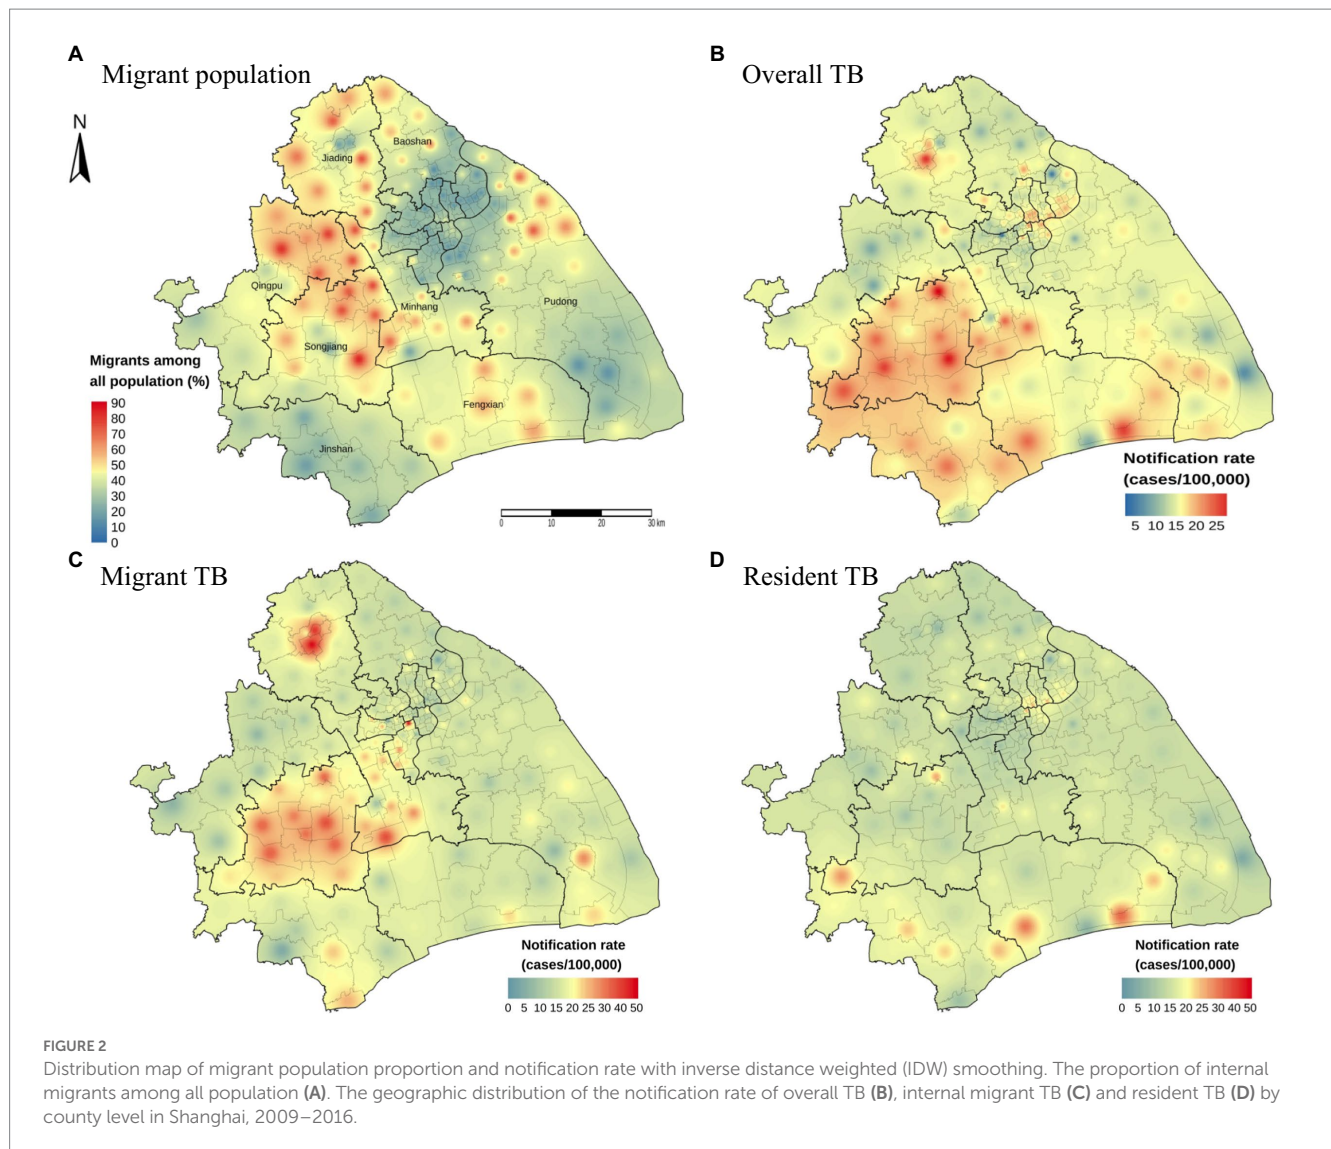 A
Migrant population
N
Baoshan
Jiading
Qingpu
Minhang
Pudong
Songjiang
Fengxian
Jinshan
Migrants among
all population (%)
90
80
70
60
50
40
30
20
10
0
0 10 20 30 km
B
Overall TB
Notification rate
(cases/100,000)
5 10 15 20 25
C
Migrant TB
Notification rate
(cases/100,000)
0 5 10 15 20 25 30 40 50
D
Resident TB
Notification rate
(cases/100,000)
0 5 10 15 20 25 30 40 50
FIGURE 2
Distribution map of migrant population proportion and notification rate with inverse distance weighted (IDW) smoothing. The proportion of internal
migrants among all population (A). The geographic distribution of the notification rate of overall TB (B), internal migrant TB (C) and resident TB (D) by
county level in Shanghai, 2009–2016.